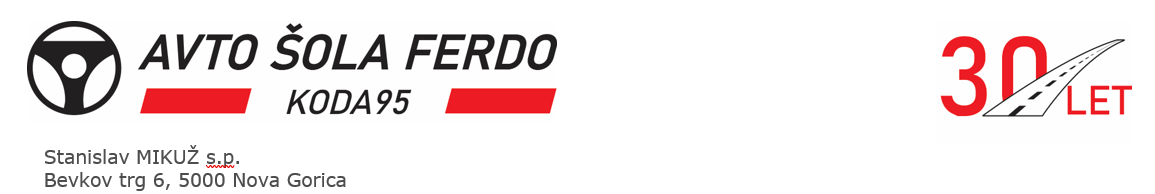 AVTO ŠOLA FERDO
KODA95
30 LET
Stanislav MIKUŽ s.p.
Bevkov trg 6, 5000 Nova Gorica